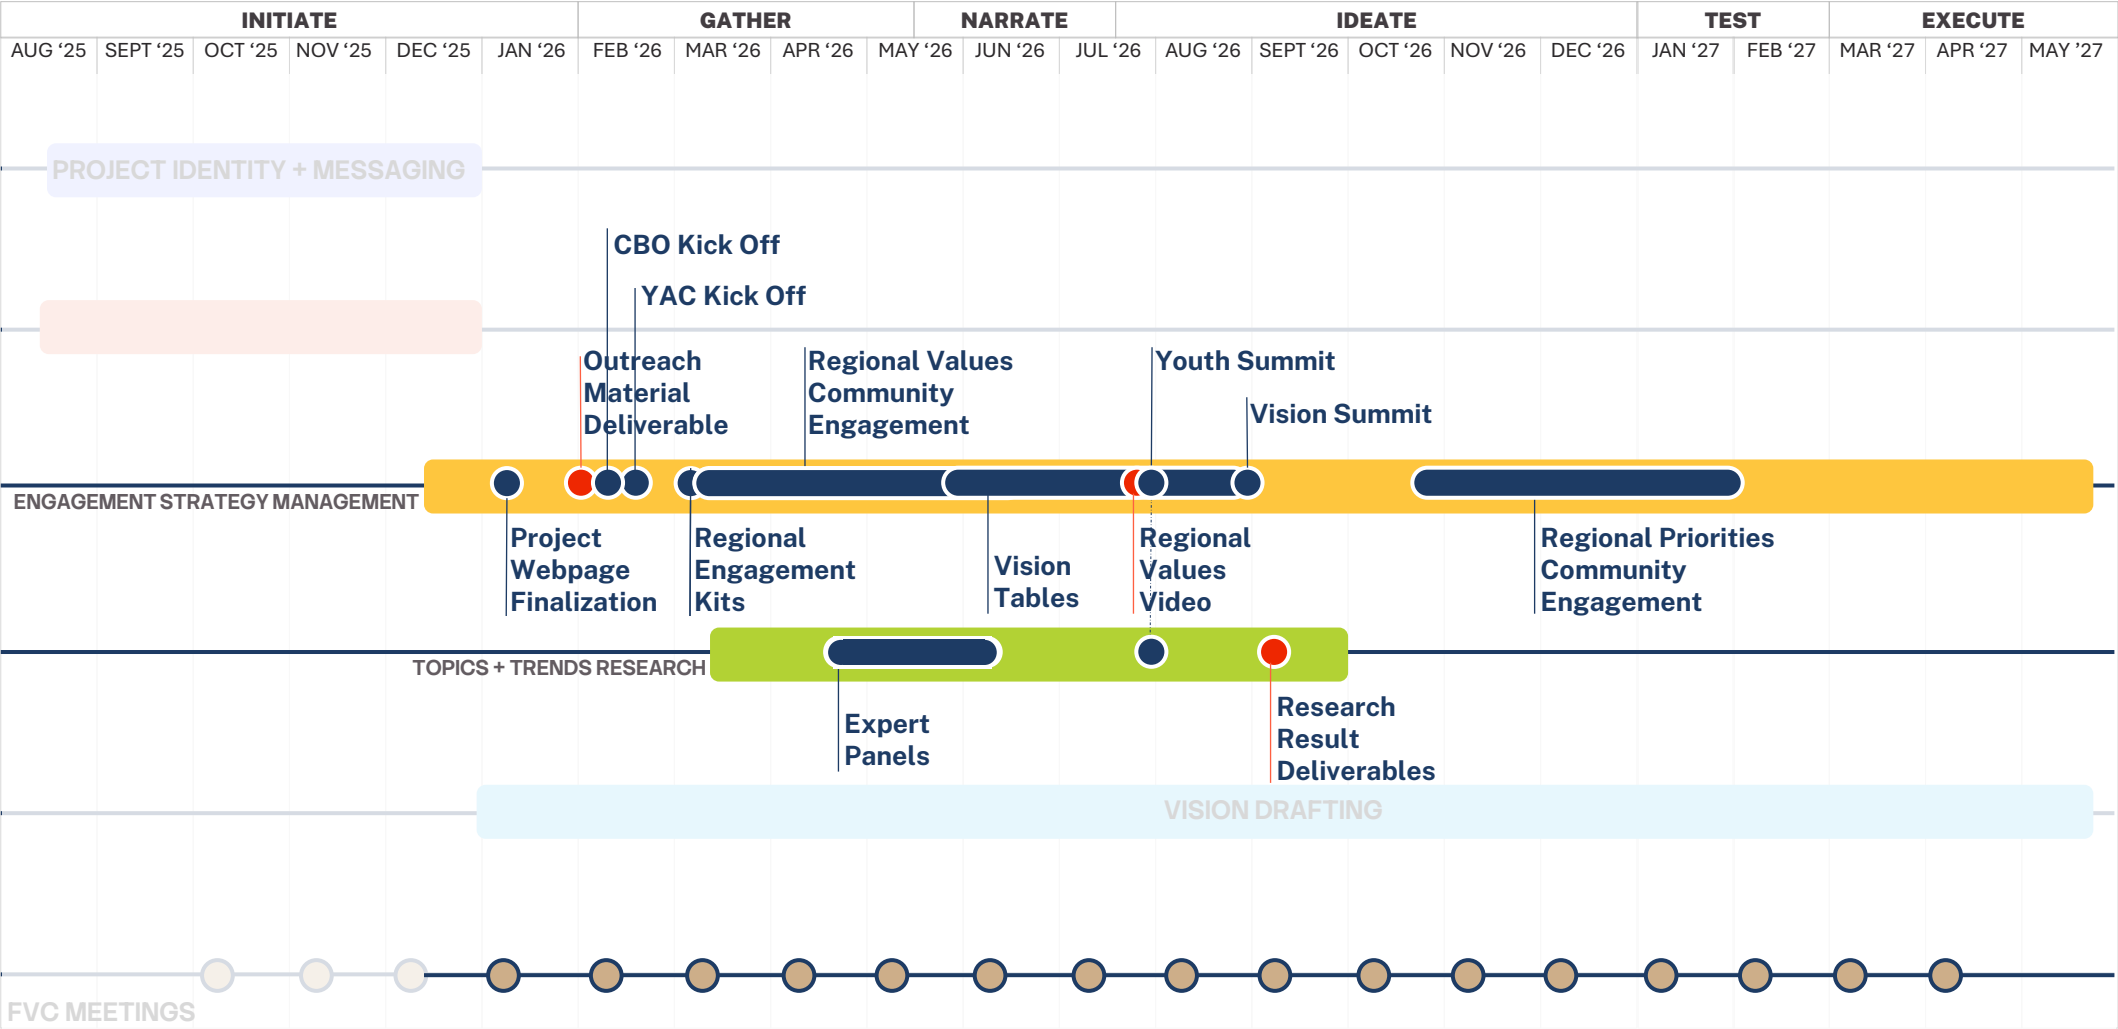 INITIATE GATHER NARRATE IDEATE TEST EXECUTE
AUG ‘25 SEPT ‘25 OCT ‘25 NOV ‘25 DEC ‘25 JAN ‘26 FEB ‘26 MAR ‘26 APR ‘26 MAY ‘26 JUN ‘26 JUL ‘26 AUG ‘26 SEPT ‘26 OCT ‘26 NOV ‘26 DEC ‘26 JAN ‘27 FEB ‘27 MAR ‘27 APR ‘27 MAY ‘27
PROJECT IDENTITY + MESSAGING
CBO Kick Off
YAC Kick Off
Outreach
Material
Deliverable
Regional Values
Community
Engagement
Youth Summit
Vision Summit
ENGAGEMENT STRATEGY MANAGEMENT
Project
Webpage
Finalization
Regional
Engagement
Kits
Vision
Tables
Regional
Values
Video
Regional Priorities
Community
Engagement
TOPICS + TRENDS RESEARCH
Expert
Panels
Research
Result
Deliverables
VISION DRAFTING
FVC MEETINGS